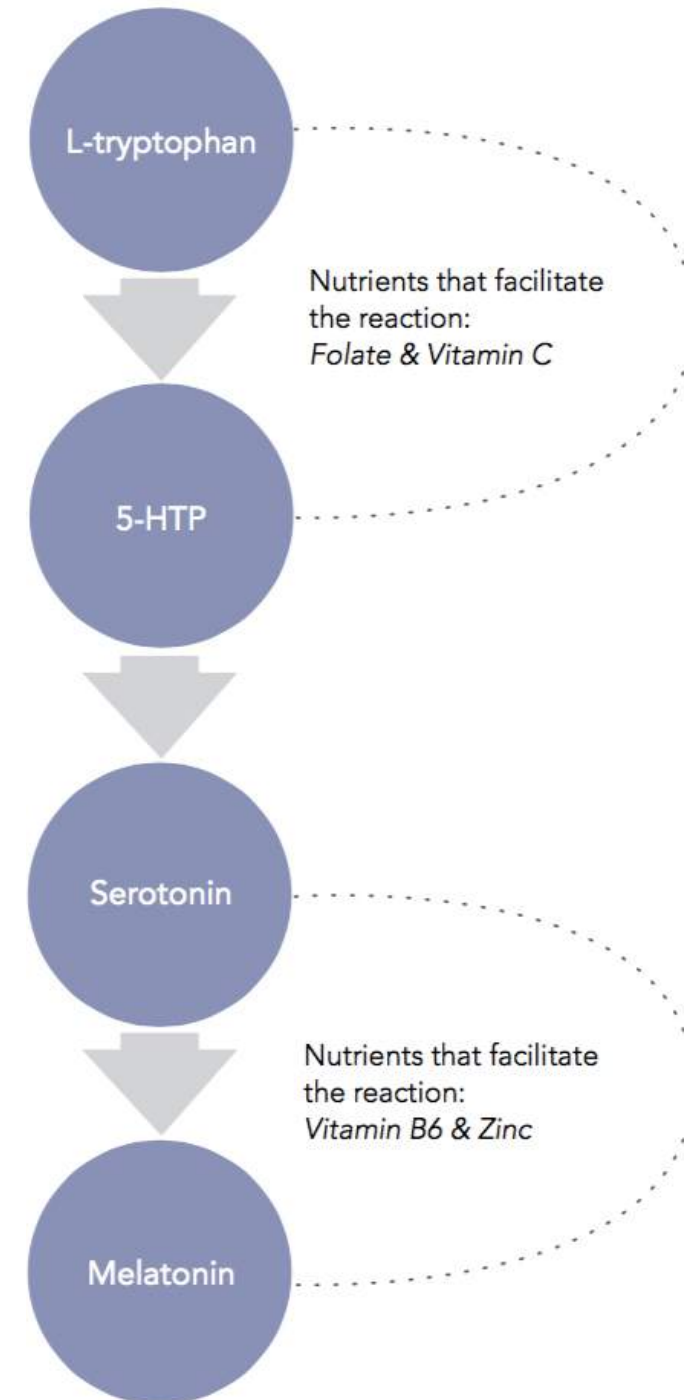 L-tryptophan
Nutrients that facilitate
the reaction:
Folate & Vitamin C
5-HTP
Serotonin
Nutrients that facilitate
the reaction:
Vitamin B6 & Zinc
Melatonin